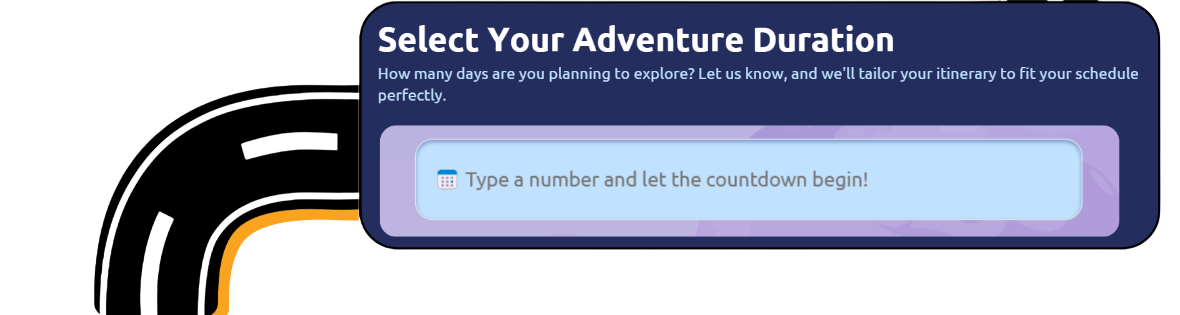 Select Your Adventure Duration
How many days are you planning to explore? Let us know, and we'll tailor your itinerary to fit your schedule
perfectly.
Type a number and let the countdown begin!